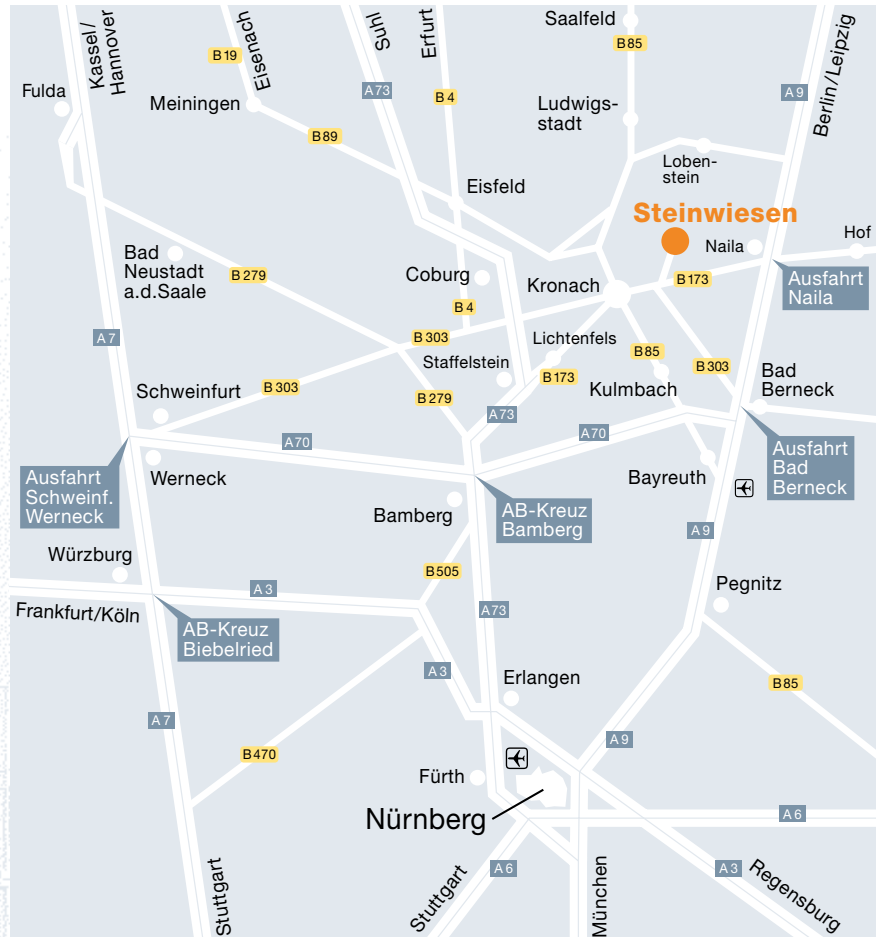 Kassel/
Hannover
Eisenach
Suhl
Erfurt
Saalfeld
Berlin/Leipzig
B19
B85
A73
B4
A9
Fulda
Meiningen
Ludwigs-
stadt
B89
Loben-
stein
Eisfeld
Steinwiesen
Hof
Naila
Bad
Neustadt
a.d.Saale
B279
Coburg
Kronach
B173
Ausfahrt
Naila
B4
A7
B303
Lichtenfels
B85
Staffelstein
B303
Bad
Berneck
B173
Kulmbach
Schweinfurt
B303
B279
A73
A70
A70
Ausfahrt
Schweinf.
Werneck
Werneck
Bayreuth
Ausfahrt
Bad
Berneck
Bamberg
AB-Kreuz
Bamberg
A9
Würzburg
B505
A3
Pegnitz
Frankfurt/Köln
A73
AB-Kreuz
Biebelried
A3
Erlangen
B85
A7
A9
B470
Fürth
Nürnberg
A6
Stuttgart
Stuttgart
A6
München
A3
Regensburg